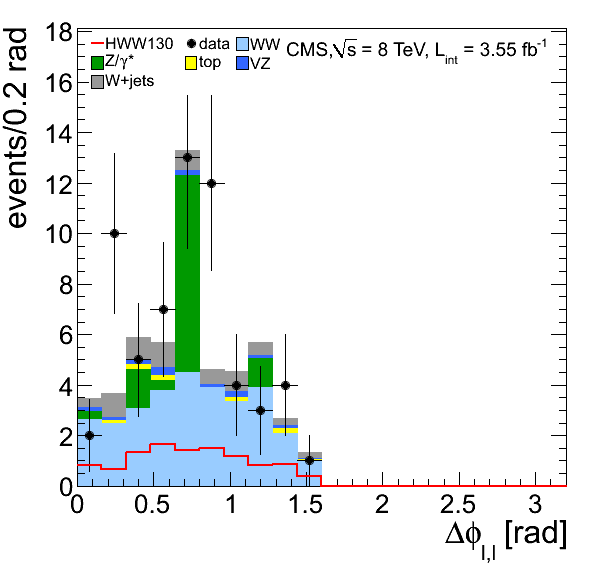 HWW130 data WW CMS,√s = 8 TeV, L_int = 3.55 fb⁻¹
Z/γ* top VZ
W+jets
events/0.2 rad
18
16
14
12
10
8
6
4
2
0
0 0.5 1 1.5 2 2.5 3
Δϕ_l,l [rad]